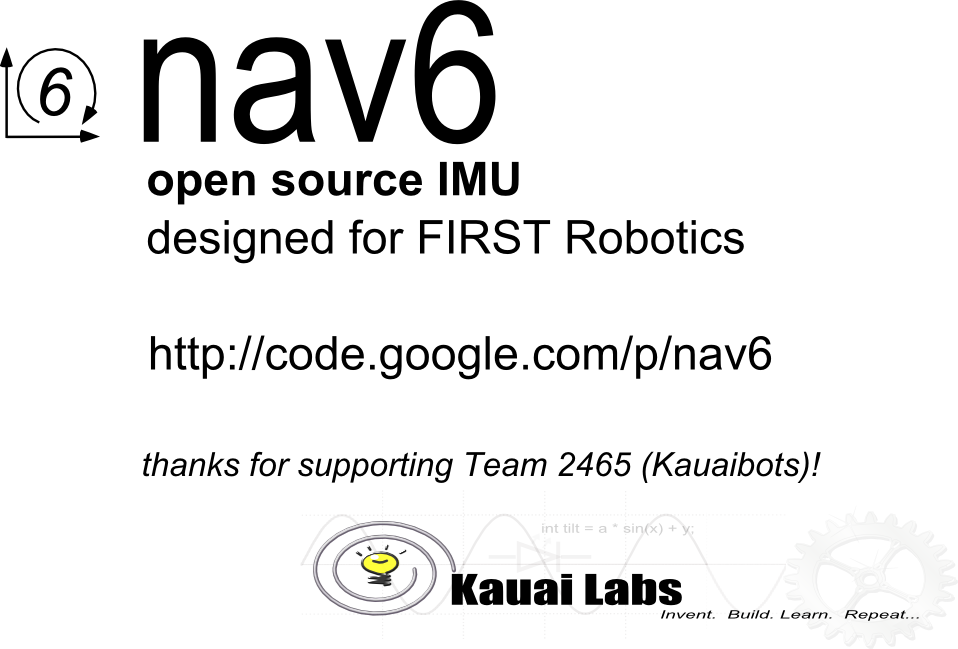 6
nav6
open source IMU
designed for FIRST Robotics
http://code.google.com/p/nav6
thanks for supporting Team 2465 (Kauaibots)!
int tilt = a * sin(x) + y;
Kauai Labs
Invent. Build. Learn. Repeat...